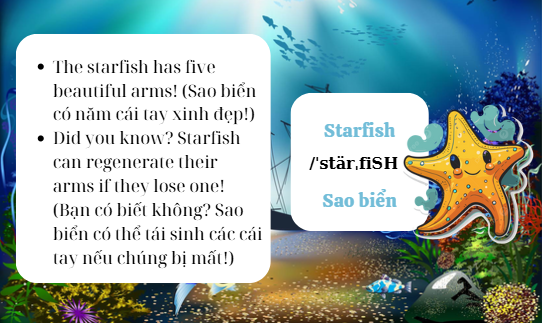 • The starfish has five
beautiful arms! (Sao biển
có năm cái tay xinh đẹp!)
• Did you know? Starfish
can regenerate their
arms if they lose one!
(Bạn có biết không? Sao
biển có thể tái sinh các cái
tay nếu chúng bị mất!)
Starfish
/ˈstärˌfiSH
Sao biển